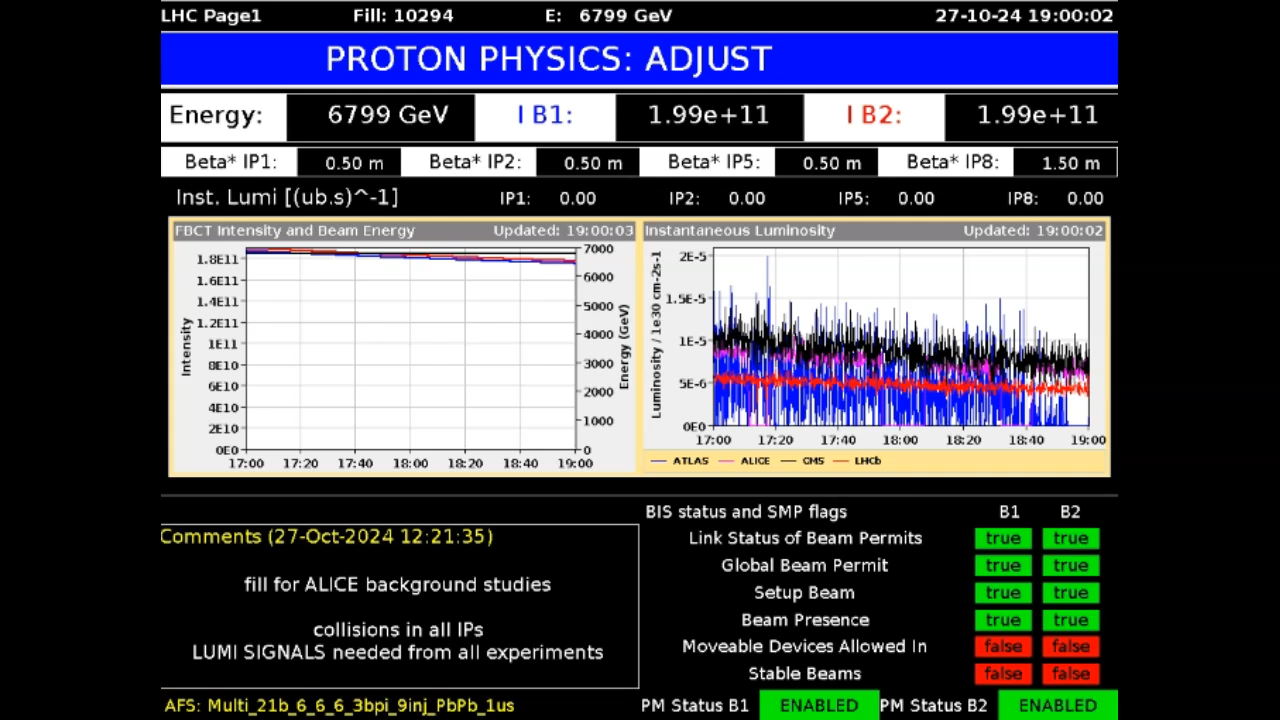 LHC Page1 Fill: 10294 E: 6799 GeV 27-10-24 19:00:02
PROTON PHYSICS: ADJUST
Energy: 6799 GeV I B1: 1.99e+11 I B2: 1.99e+11
Beta* IP1: 0.50 m Beta* IP2: 0.50 m Beta* IP5: 0.50 m Beta* IP8: 1.50 m
Inst. Lumi [(ub.s)^-1] IP1: 0.00 IP2: 0.00 IP5: 0.00 IP8: 0.00
FBCT Intensity and Beam Energy Updated: 19:00:03
Intensity
1.8E11
1.6E11
1.4E11
1.2E11
1E11
8E10
6E10
4E10
2E10
0E0
7000
6000
5000
4000
3000
2000
1000
0
Energy (GeV)
17:00 17:20 17:40 18:00 18:20 18:40 19:00
Instantaneous Luminosity Updated: 19:00:02
Luminosity / 1e30 cm-2s-1
2E-5
1.5E-5
1E-5
5E-6
0E0
17:00 17:20 17:40 18:00 18:20 18:40 19:00
ATLAS ALICE CMS LHCb
Comments (27-Oct-2024 12:21:35)
fill for ALICE background studies
collisions in all IPs
LUMI SIGNALS needed from all experiments
BIS status and SMP flags B1 B2
Link Status of Beam Permits true true
Global Beam Permit true true
Setup Beam true true
Beam Presence true true
Moveable Devices Allowed In false false
Stable Beams false false
AFS: Multi_21b_6_6_6_3bpi_9inj_PbPb_1us PM Status B1 ENABLED PM Status B2 ENABLED